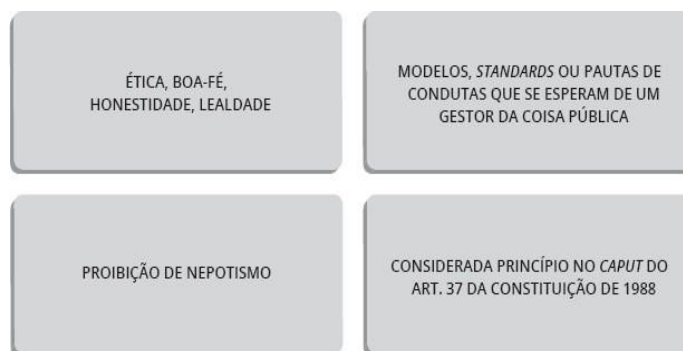 ÉTICA, BOA-FÉ,
HONESTIDADE, LEALDADE
MODELOS, STANDARDS OU PAUTAS DE
CONDUTAS QUE SE ESPERAM DE UM
GESTOR DA COISA PÚBLICA
PROIBIÇÃO DE NEPOTISMO
CONSIDERADA PRINCÍPIO NO CAPUT DO
ART. 37 DA CONSTITUIÇÃO DE 1988